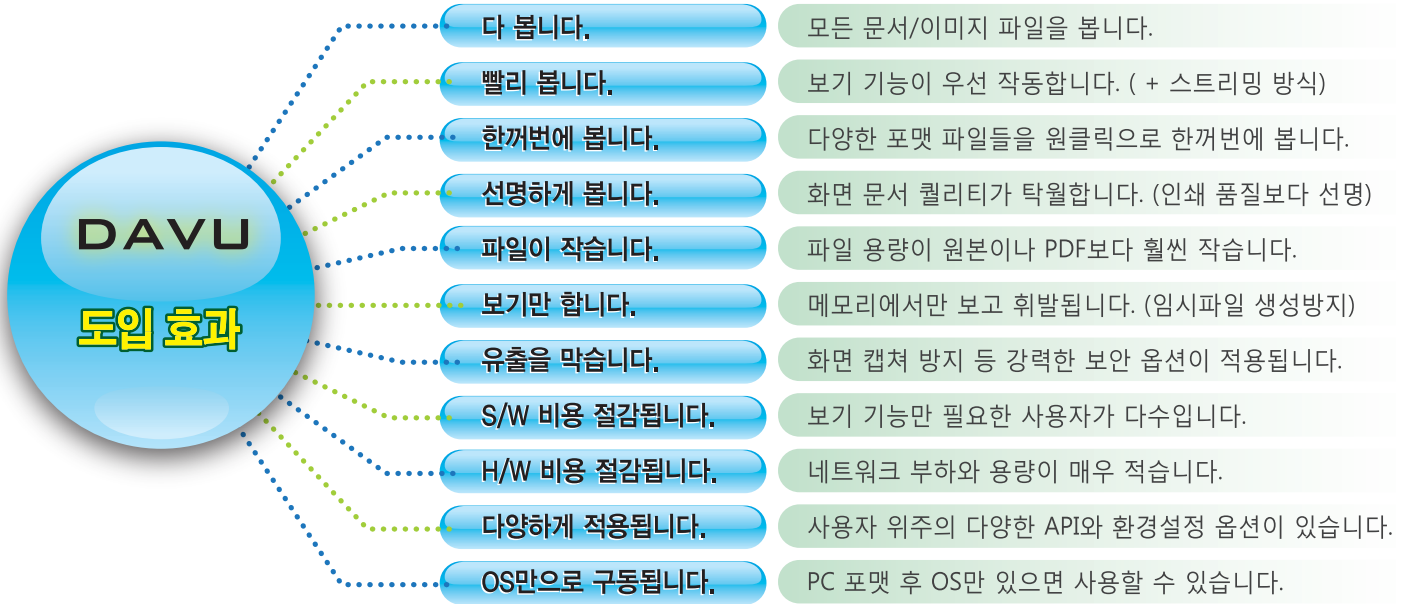 DAVU
도입 효과
다 봅니다.
모든 문서/이미지 파일을 봅니다.
빨리 봅니다.
보기 기능이 우선 작동합니다. ( + 스트리밍 방식)
한꺼번에 봅니다.
다양한 포맷 파일들을 원클릭으로 한꺼번에 봅니다.
선명하게 봅니다.
화면 문서 퀄리티가 탁월합니다. (인쇄 품질보다 선명)
파일이 작습니다.
파일 용량이 원본이나 PDF보다 훨씬 작습니다.
보기만 합니다.
메모리에서만 보고 휘발됩니다. (임시파일 생성방지)
유출을 막습니다.
화면 캡쳐 방지 등 강력한 보안 옵션이 적용됩니다.
S/W 비용 절감됩니다.
보기 기능만 필요한 사용자가 다수입니다.
H/W 비용 절감됩니다.
네트워크 부하와 용량이 매우 적습니다.
다양하게 적용됩니다.
사용자 위주의 다양한 API와 환경설정 옵션이 있습니다.
OS만으로 구동됩니다.
PC 포맷 후 OS만 있으면 사용할 수 있습니다.